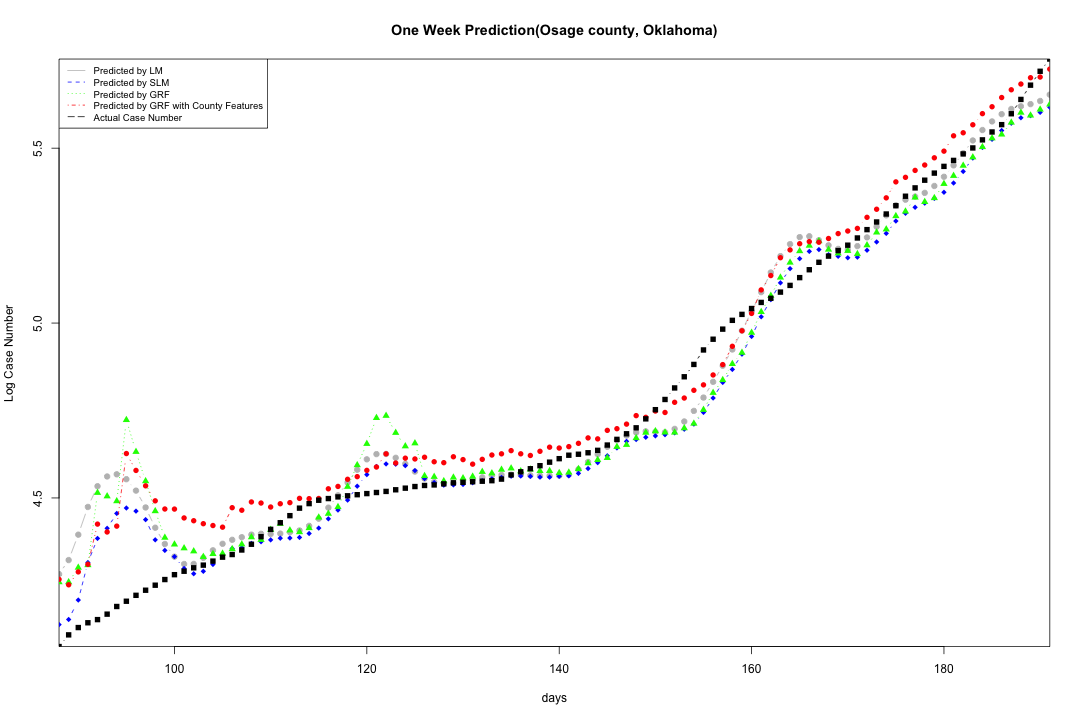 One Week Prediction(Osage county, Oklahoma)
Predicted by LM
Predicted by SLM
Predicted by GRF
Predicted by GRF with County Features
Actual Case Number
Log Case Number
5.5
5.0
4.5
100
120
140
160
180
days